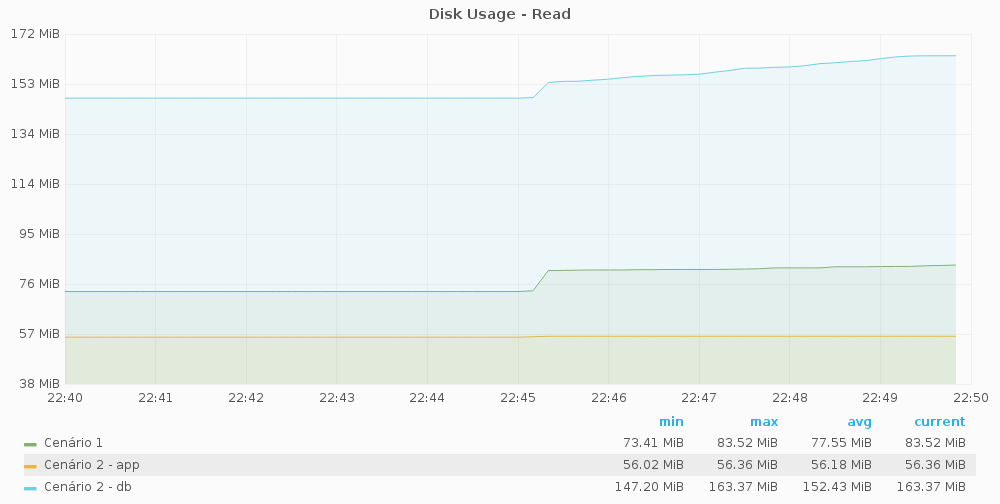 Disk Usage - Read
172 MiB
153 MiB
134 MiB
114 MiB
95 MiB
76 MiB
57 MiB
38 MiB
22:40 22:41 22:42 22:43 22:44 22:45 22:46 22:47 22:48 22:49 22:50
min max avg current
Cenário 1 73.41 MiB 83.52 MiB 77.55 MiB 83.52 MiB
Cenário 2 - app 56.02 MiB 56.36 MiB 56.18 MiB 56.36 MiB
Cenário 2 - db 147.20 MiB 163.37 MiB 152.43 MiB 163.37 MiB